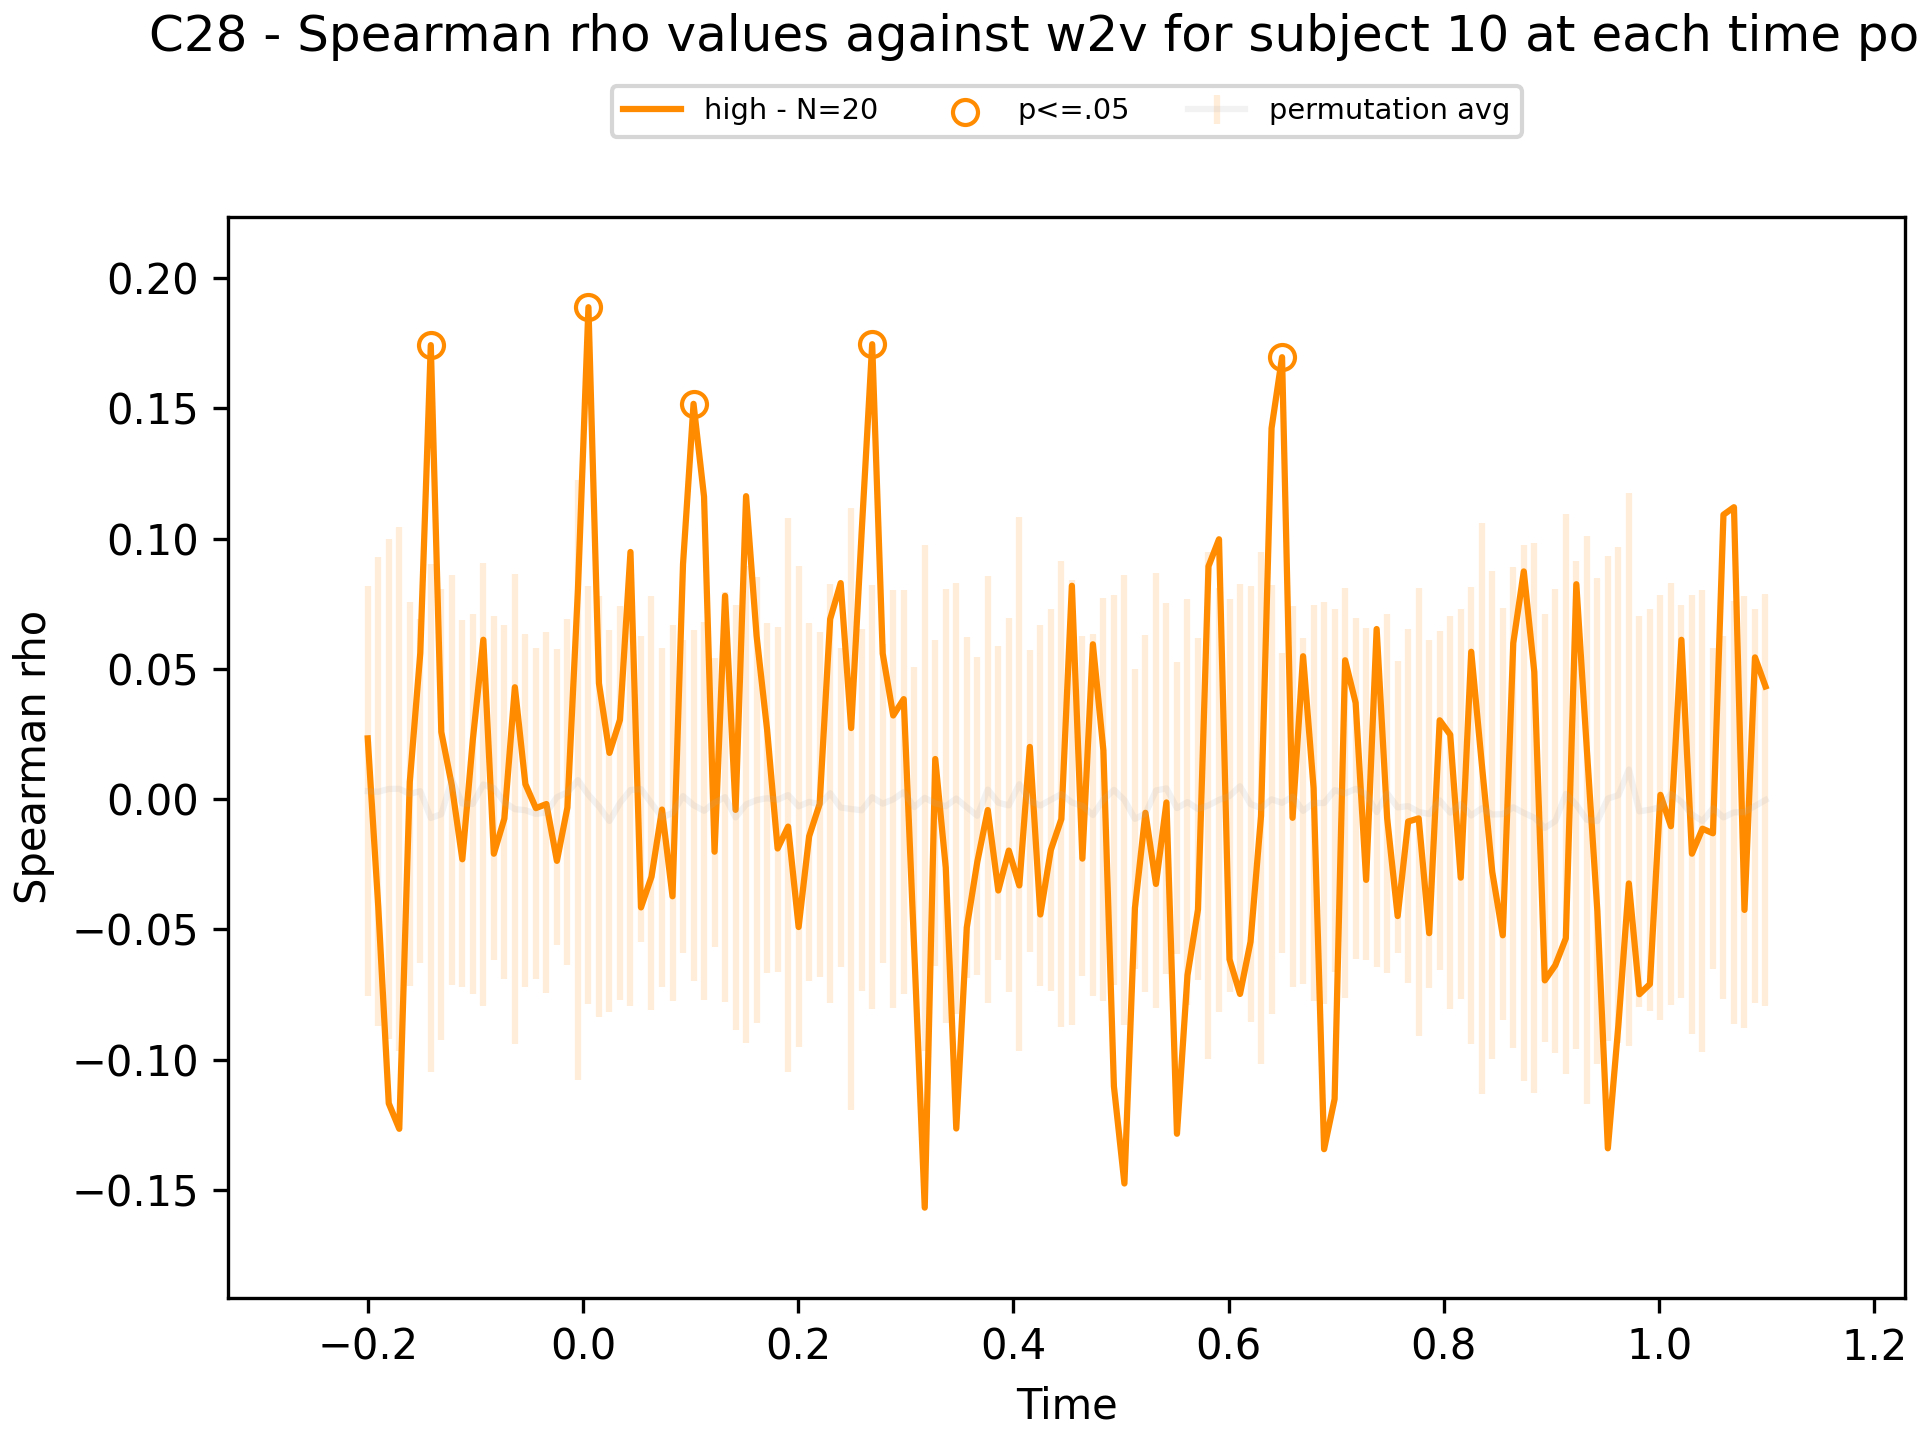 C28 - Spearman rho values against w2v for subject 10 at each time po
high - N=20 p<=.05 permutation avg
0.20
0.15
0.10
0.05
0.00
−0.05
−0.10
−0.15
Spearman rho
−0.2 0.0 0.2 0.4 0.6 0.8 1.0 1.2
Time